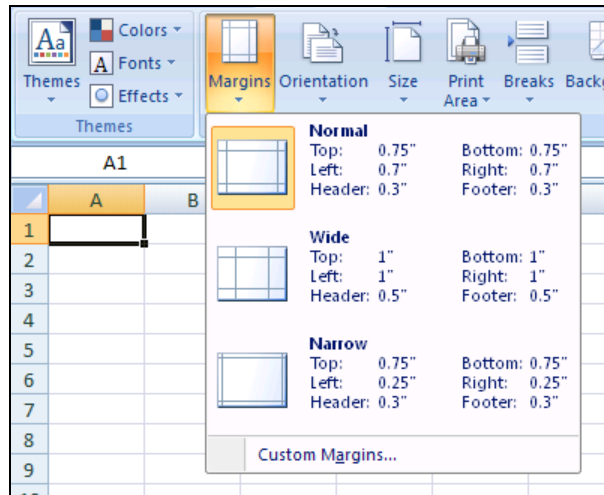 Colors
Fonts
Effects
Themes
Themes
Margins Orientation Size Print Area Breaks
A1
A B
1
2
3
4
5
6
7
8
9
Normal
Top: 0.75" Bottom: 0.75"
Left: 0.7" Right: 0.7"
Header: 0.3" Footer: 0.3"
Wide
Top: 1" Bottom: 1"
Left: 1" Right: 1"
Header: 0.5" Footer: 0.5"
Narrow
Top: 0.75" Bottom: 0.75"
Left: 0.25" Right: 0.25"
Header: 0.3" Footer: 0.3"
Custom Margins...